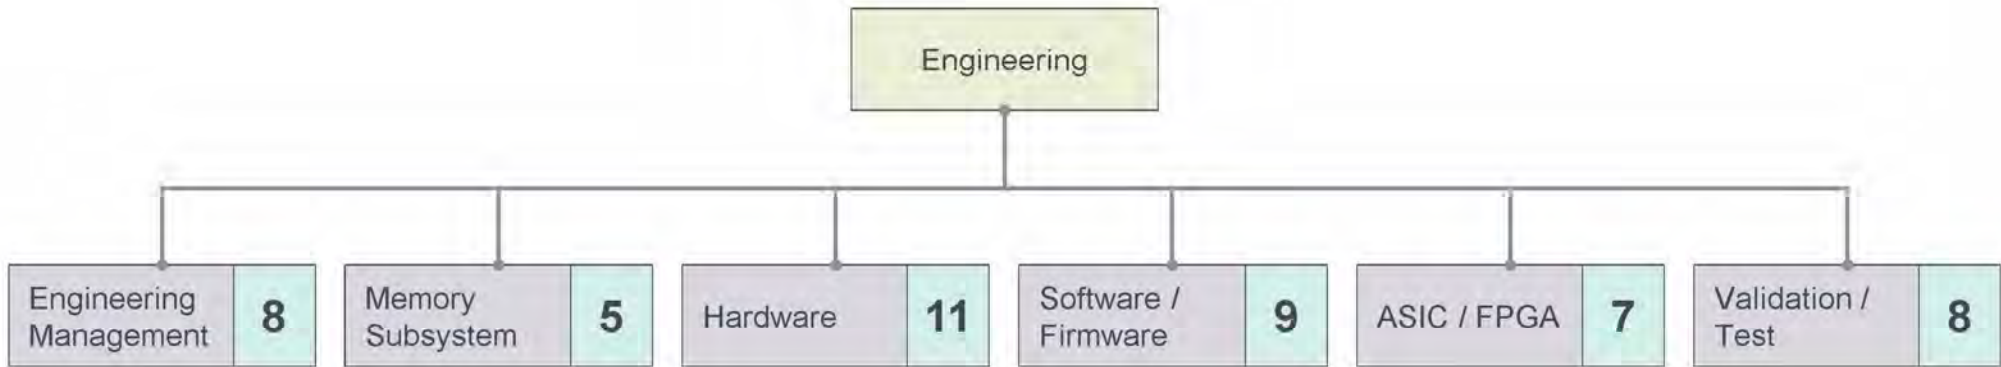 Engineering
Engineering
Management
8
Memory
Subsystem
5
Hardware
11
Software /
Firmware
9
ASIC / FPGA
7
Validation /
Test
8